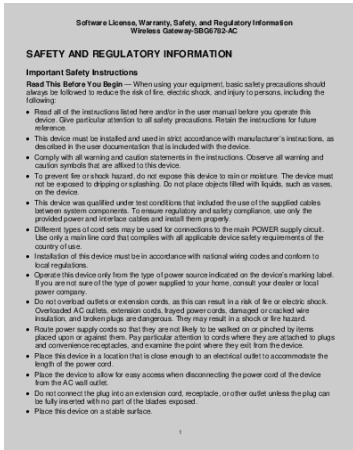 Software License, Warranty, Safety, and Regulatory Information
Wireless Gateway-SBG6782-AC
SAFETY AND REGULATORY INFORMATION
Important Safety Instructions
Read This Before You Begin — When using your equipment, basic safety precautions should
always be followed to reduce the risk of fire, electric shock, and injury to persons, including the
following:
• Read all of the instructions listed here and/or in the user manual before you operate this
device. Give particular attention to all safety precautions. Retain the instructions for future
reference.
• This device must be installed and used in strict accordance with manufacturer's instructions, as
described in the user documentation that is included with the device.
• Comply with all warning and caution statements in the instructions. Observe all warning and
caution symbols that are affixed to this device.
• To prevent fire or shock hazard, do not expose this device to rain or moisture. The device must
not be exposed to dripping or splashing. Do not place objects filled with liquids, such as vases,
on the device.
• This device was qualified under test conditions that included the use of the supplied cables
between system components. To ensure regulatory and safety compliance, use only the
provided power and interface cables and install them properly.
• Different types of cord sets may be used for connections to the main POWER supply circuit.
Use only a main line cord that complies with all applicable device safety requirements of the
country of use.
• Installation of this device must be in accordance with national wiring codes and conform to
local regulations.
• Operate this device only from the type of power source indicated on the device's marking label.
If you are not sure of the type of power supplied to your home, consult your dealer or local
power company.
• Do not overload outlets or extension cords, as this can result in a risk of fire or electric shock.
Overloaded AC outlets, extension cords, frayed power cords, damaged or cracked wire
insulation, and broken plugs are dangerous. They may result in a shock or fire hazard.
• Route power supply cords so that they are not likely to be walked on or pinched by items
placed upon or against them. Pay particular attention to cords where they are attached to plugs
and convenience receptacles, and examine the point where they exit from the device.
• Place this device in a location that is close enough to an electrical outlet to accommodate the
length of the power cord.
• Place the device to allow for easy access when disconnecting the power cord of the device
from the AC wall outlet.
• Do not connect the plug into an extension cord, receptacle, or other outlet unless the plug can
be fully inserted with no part of the blades exposed.
• Place this device on a stable surface.
1